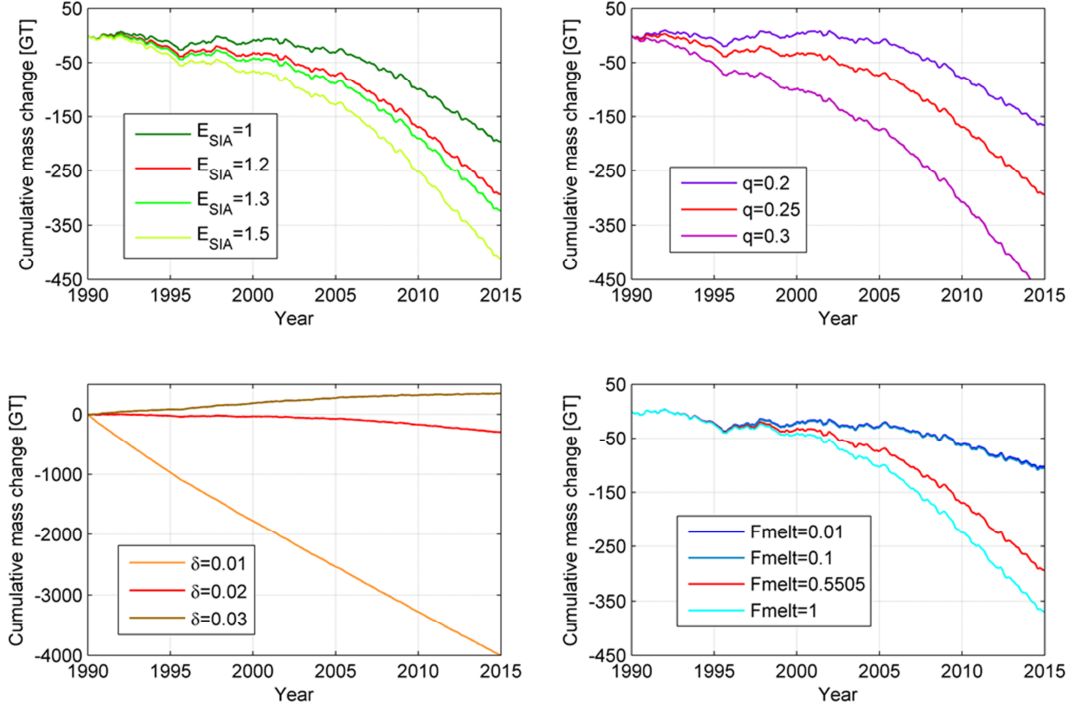 Cumulative mass change [GT]
50
-50
-150
-250
-350
-450
E_SIA=1
E_SIA=1.2
E_SIA=1.3
E_SIA=1.5
1990 1995 2000 2005 2010 2015
Year
Cumulative mass change [GT]
50
-50
-150
-250
-350
-450
q=0.2
q=0.25
q=0.3
1990 1995 2000 2005 2010 2015
Year
Cumulative mass change [GT]
0
-1000
-2000
-3000
-4000
δ=0.01
δ=0.02
δ=0.03
1990 1995 2000 2005 2010 2015
Year
Cumulative mass change [GT]
50
-50
-150
-250
-350
-450
Fmelt=0.01
Fmelt=0.1
Fmelt=0.5505
Fmelt=1
1990 1995 2000 2005 2010 2015
Year